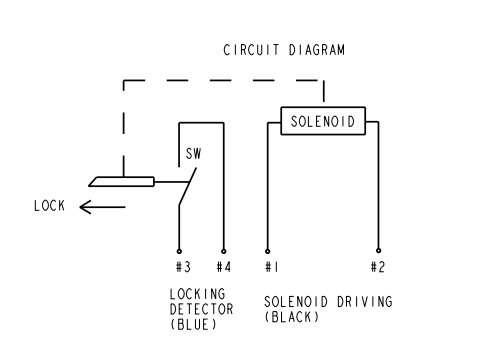 CIRCUIT DIAGRAM
SOLENOID
SW
LOCK
#3
#4
#1
#2
LOCKING
DETECTOR
(BLUE)
SOLENOID DRIVING
(BLACK)